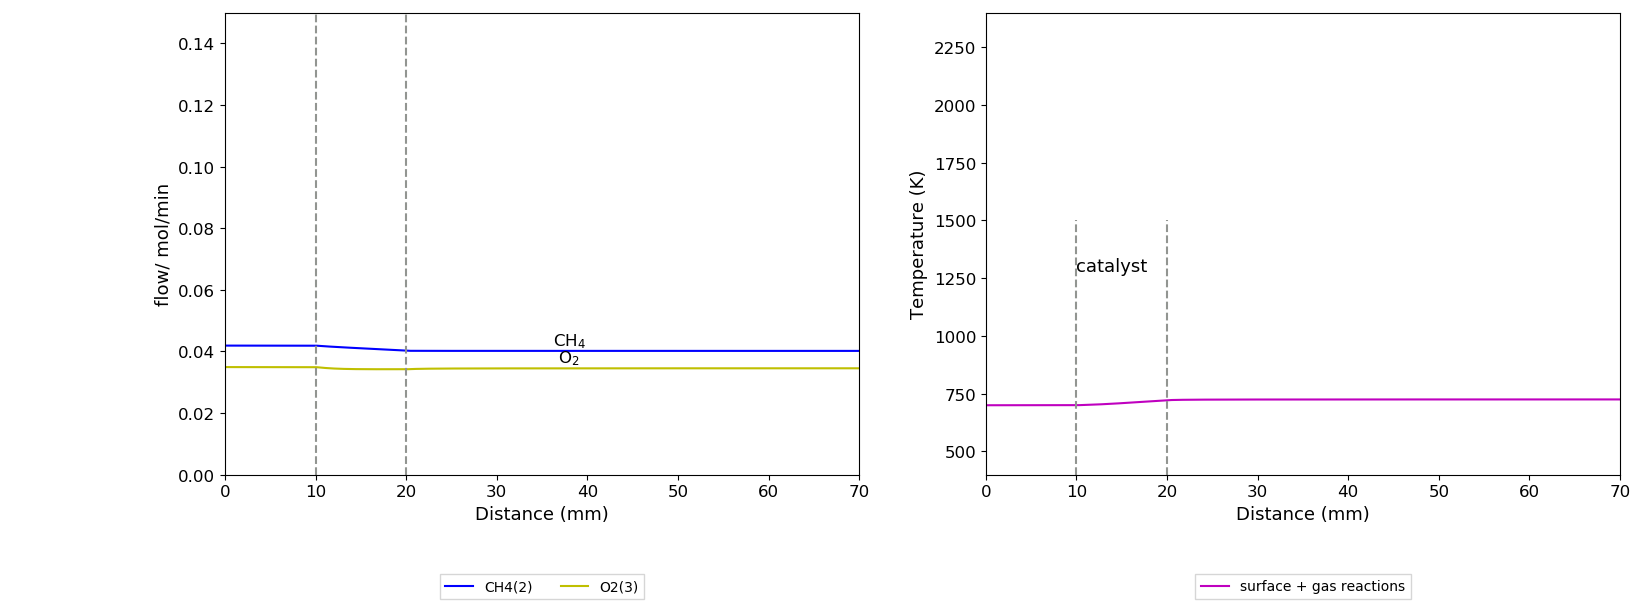 0.14
0.12
0.10
0.08
0.06
0.04
0.02
0.00
flow/ mol/min
CH₄
O₂
0 10 20 30 40 50 60 70
Distance (mm)
CH4(2) O2(3)
2250
2000
1750
1500
1250
1000
750
500
Temperature (K)
catalyst
0 10 20 30 40 50 60 70
Distance (mm)
surface + gas reactions